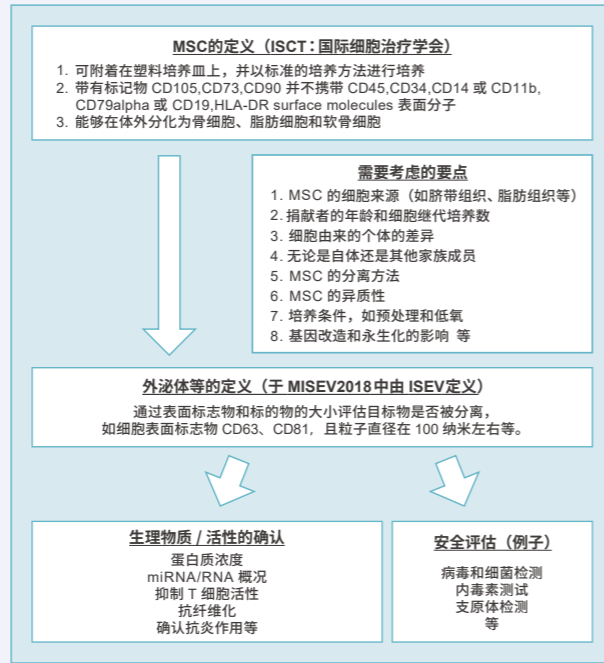 MSC的定义（ISCT：国际细胞治疗学会）
1. 可附着在塑料培养皿上，并以标准的培养方法进行培养
2. 带有标记物 CD105,CD73,CD90 并不携带 CD45,CD34,CD14 或 CD11b,
CD79alpha 或 CD19,HLA-DR surface molecules 表面分子
3. 能够在体外分化为骨细胞、脂肪细胞和软骨细胞
需要考虑的要点
1. MSC 的细胞来源（如脐带组织、脂肪组织等）
2. 捐献者的年龄和细胞继代培养数
3. 细胞由来的个体的差异
4. 无论是自体还是其他家族成员
5. MSC 的分离方法
6. MSC 的异质性
7. 培养条件，如预处理和低氧
8. 基因改造和永生化的影响 等
外泌体等的定义（于 MISEV2018中由 ISEV定义）
通过表面标志物和标的物的大小评估目标物是否被分离，
如细胞表面标志物 CD63、CD81，且粒子直径在 100 纳米左右等。
生理物质 / 活性的确认
蛋白质浓度
miRNA/RNA 概况
抑制 T 细胞活性
抗纤维化
确认抗炎作用等
安全评估（例子）
病毒和细菌检测
内毒素测试
支原体检测
等